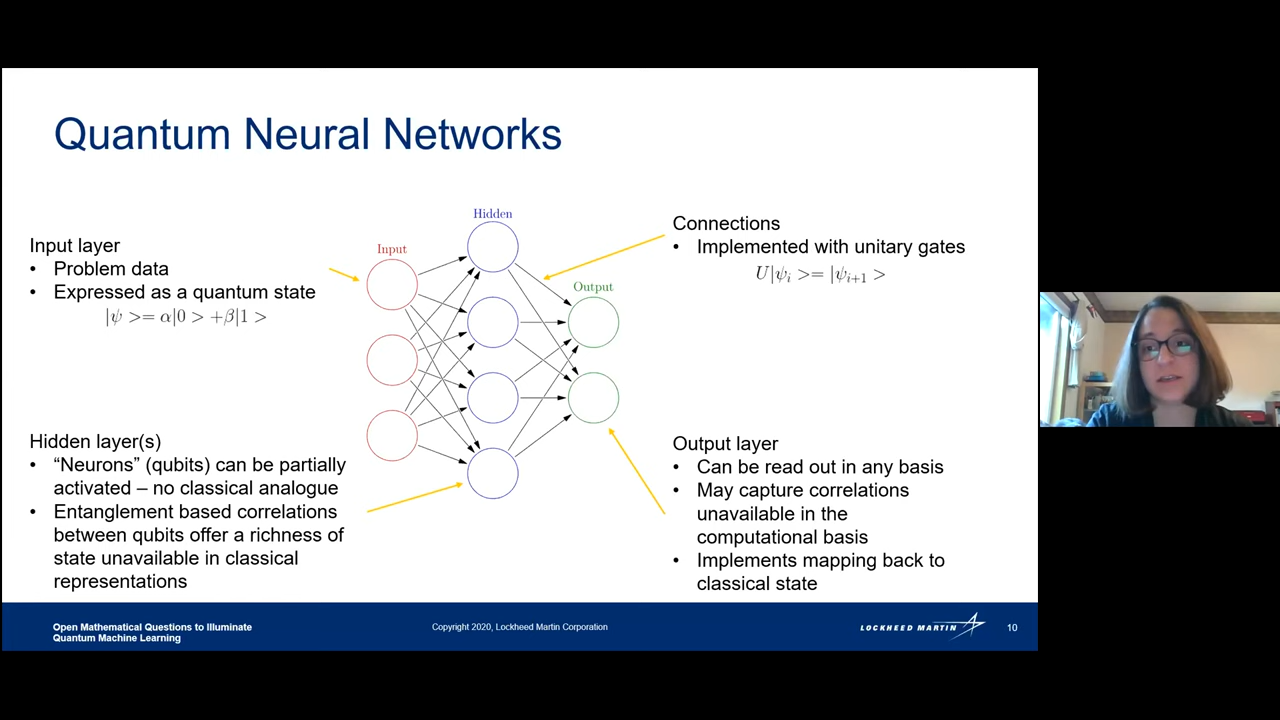 Quantum Neural Networks
Input layer
• Problem data
• Expressed as a quantum state
|ψ >= α|0 > +β|1 >
Hidden layer(s)
• “Neurons” (qubits) can be partially
activated – no classical analogue
• Entanglement based correlations
between qubits offer a richness of
state unavailable in classical
representations
Input
Hidden
Output
Connections
• Implemented with unitary gates
U|ψᵢ >= |ψᵢ₊₁ >
Output layer
• Can be read out in any basis
• May capture correlations
unavailable in the
computational basis
• Implements mapping back to
classical state
Open Mathematical Questions to Illuminate
Quantum Machine Learning
Copyright 2020, Lockheed Martin Corporation
LOCKHEED MARTIN
10